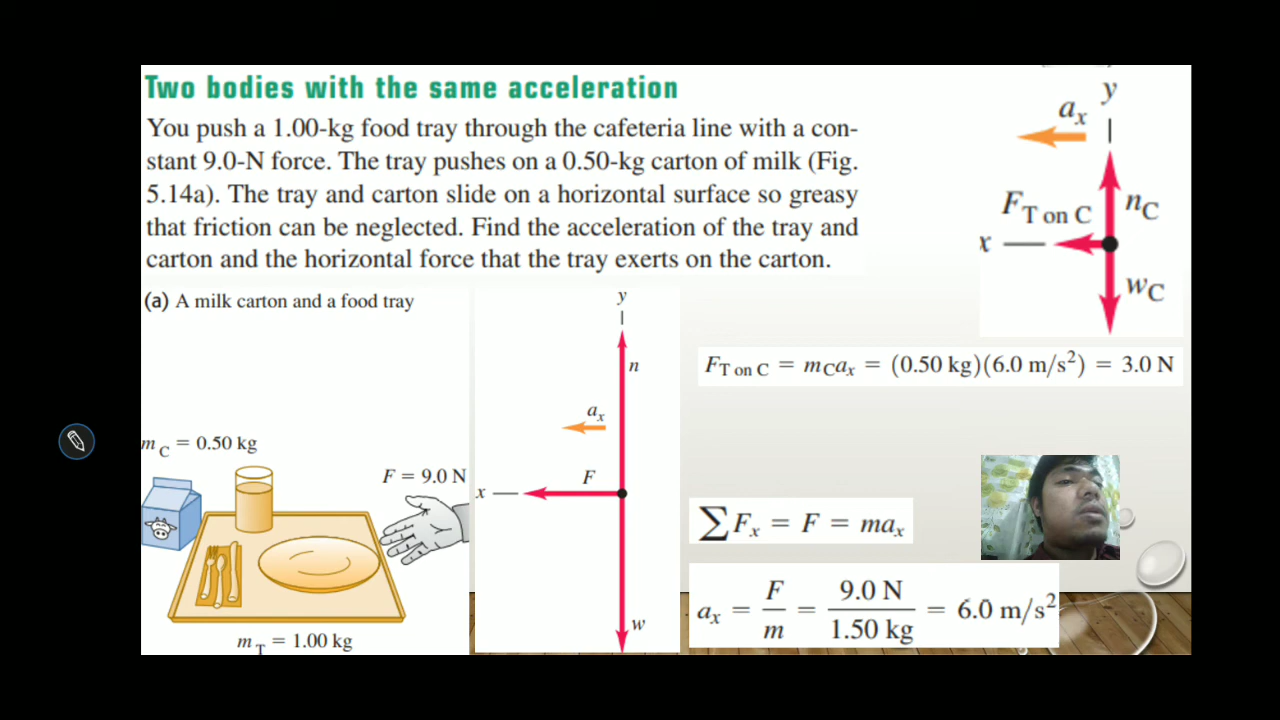 Two bodies with the same acceleration
You push a 1.00-kg food tray through the cafeteria line with a con-
stant 9.0-N force. The tray pushes on a 0.50-kg carton of milk (Fig.
5.14a). The tray and carton slide on a horizontal surface so greasy
that friction can be neglected. Find the acceleration of the tray and
carton and the horizontal force that the tray exerts on the carton.
(a) A milk carton and a food tray
m_C = 0.50 kg
F = 9.0 N
m_T = 1.00 kg
y
n
a_x
F
x
w
y
a_x
n_C
F_T on C
x
w_C
F_T on C = m_C a_x = (0.50 kg)(6.0 m/s²) = 3.0 N
∑F_x = F = ma_x
a_x = F/m = 9.0 N/1.50 kg = 6.0 m/s²